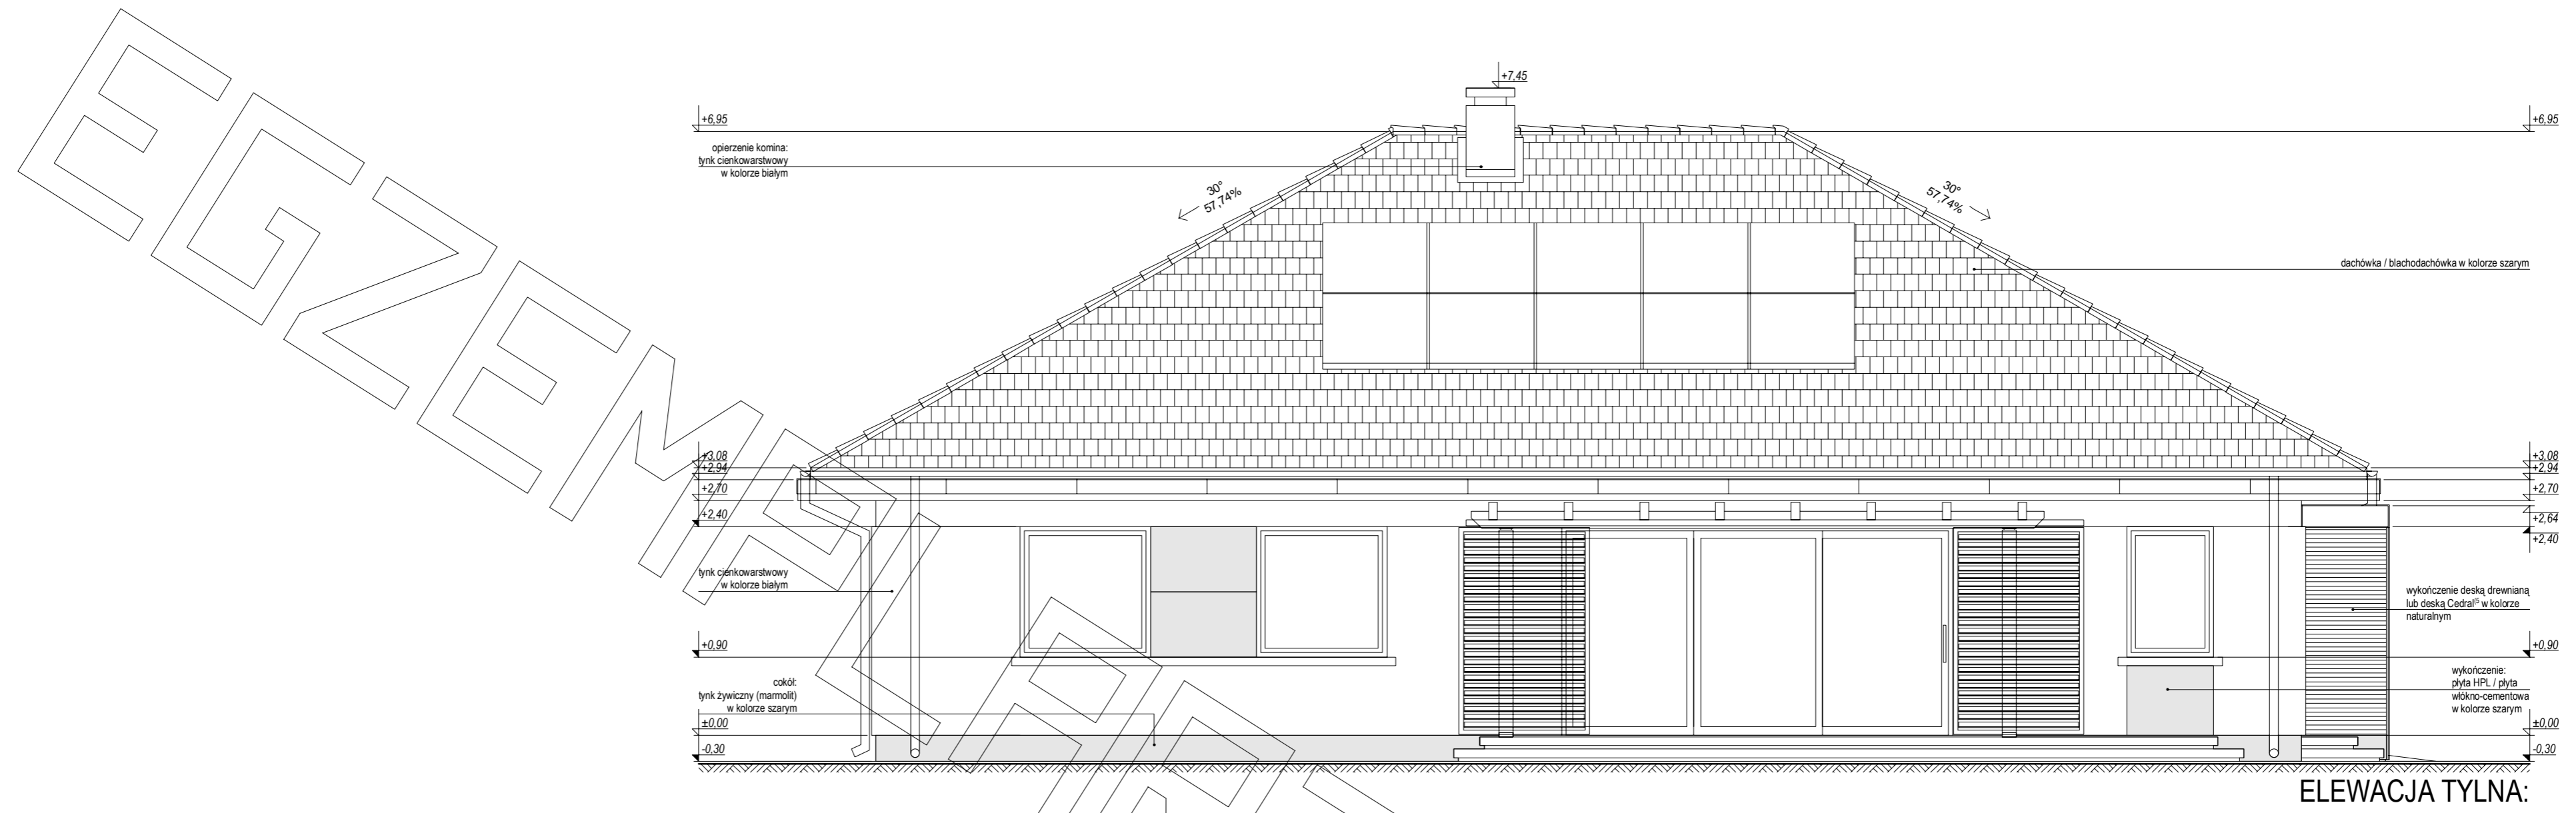 +7,45
+6,95
+6,95
opierzenie komina:
tynk cienkowarstwowy
w kolorze białym
30°
57,74%
30°
57,74%
dachówka / blachodachówka w kolorze szarym
+3,08
+2,94
+2,70
+2,40
+3,08
+2,94
+2,70
+2,64
+2,40
tynk cienkowarstwowy
w kolorze białym
wykończenie deską drewnianą
lub deską Cedral w kolorze
naturalnym
+0,90
+0,90
cokół:
tynk żywiczny (marmolit)
w kolorze szarym
wykończenie:
płyta HPL / płyta
włókno-cementowa
w kolorze szarym
±0,00
-0,30
±0,00
-0,30
ELEWACJA TYLNA: